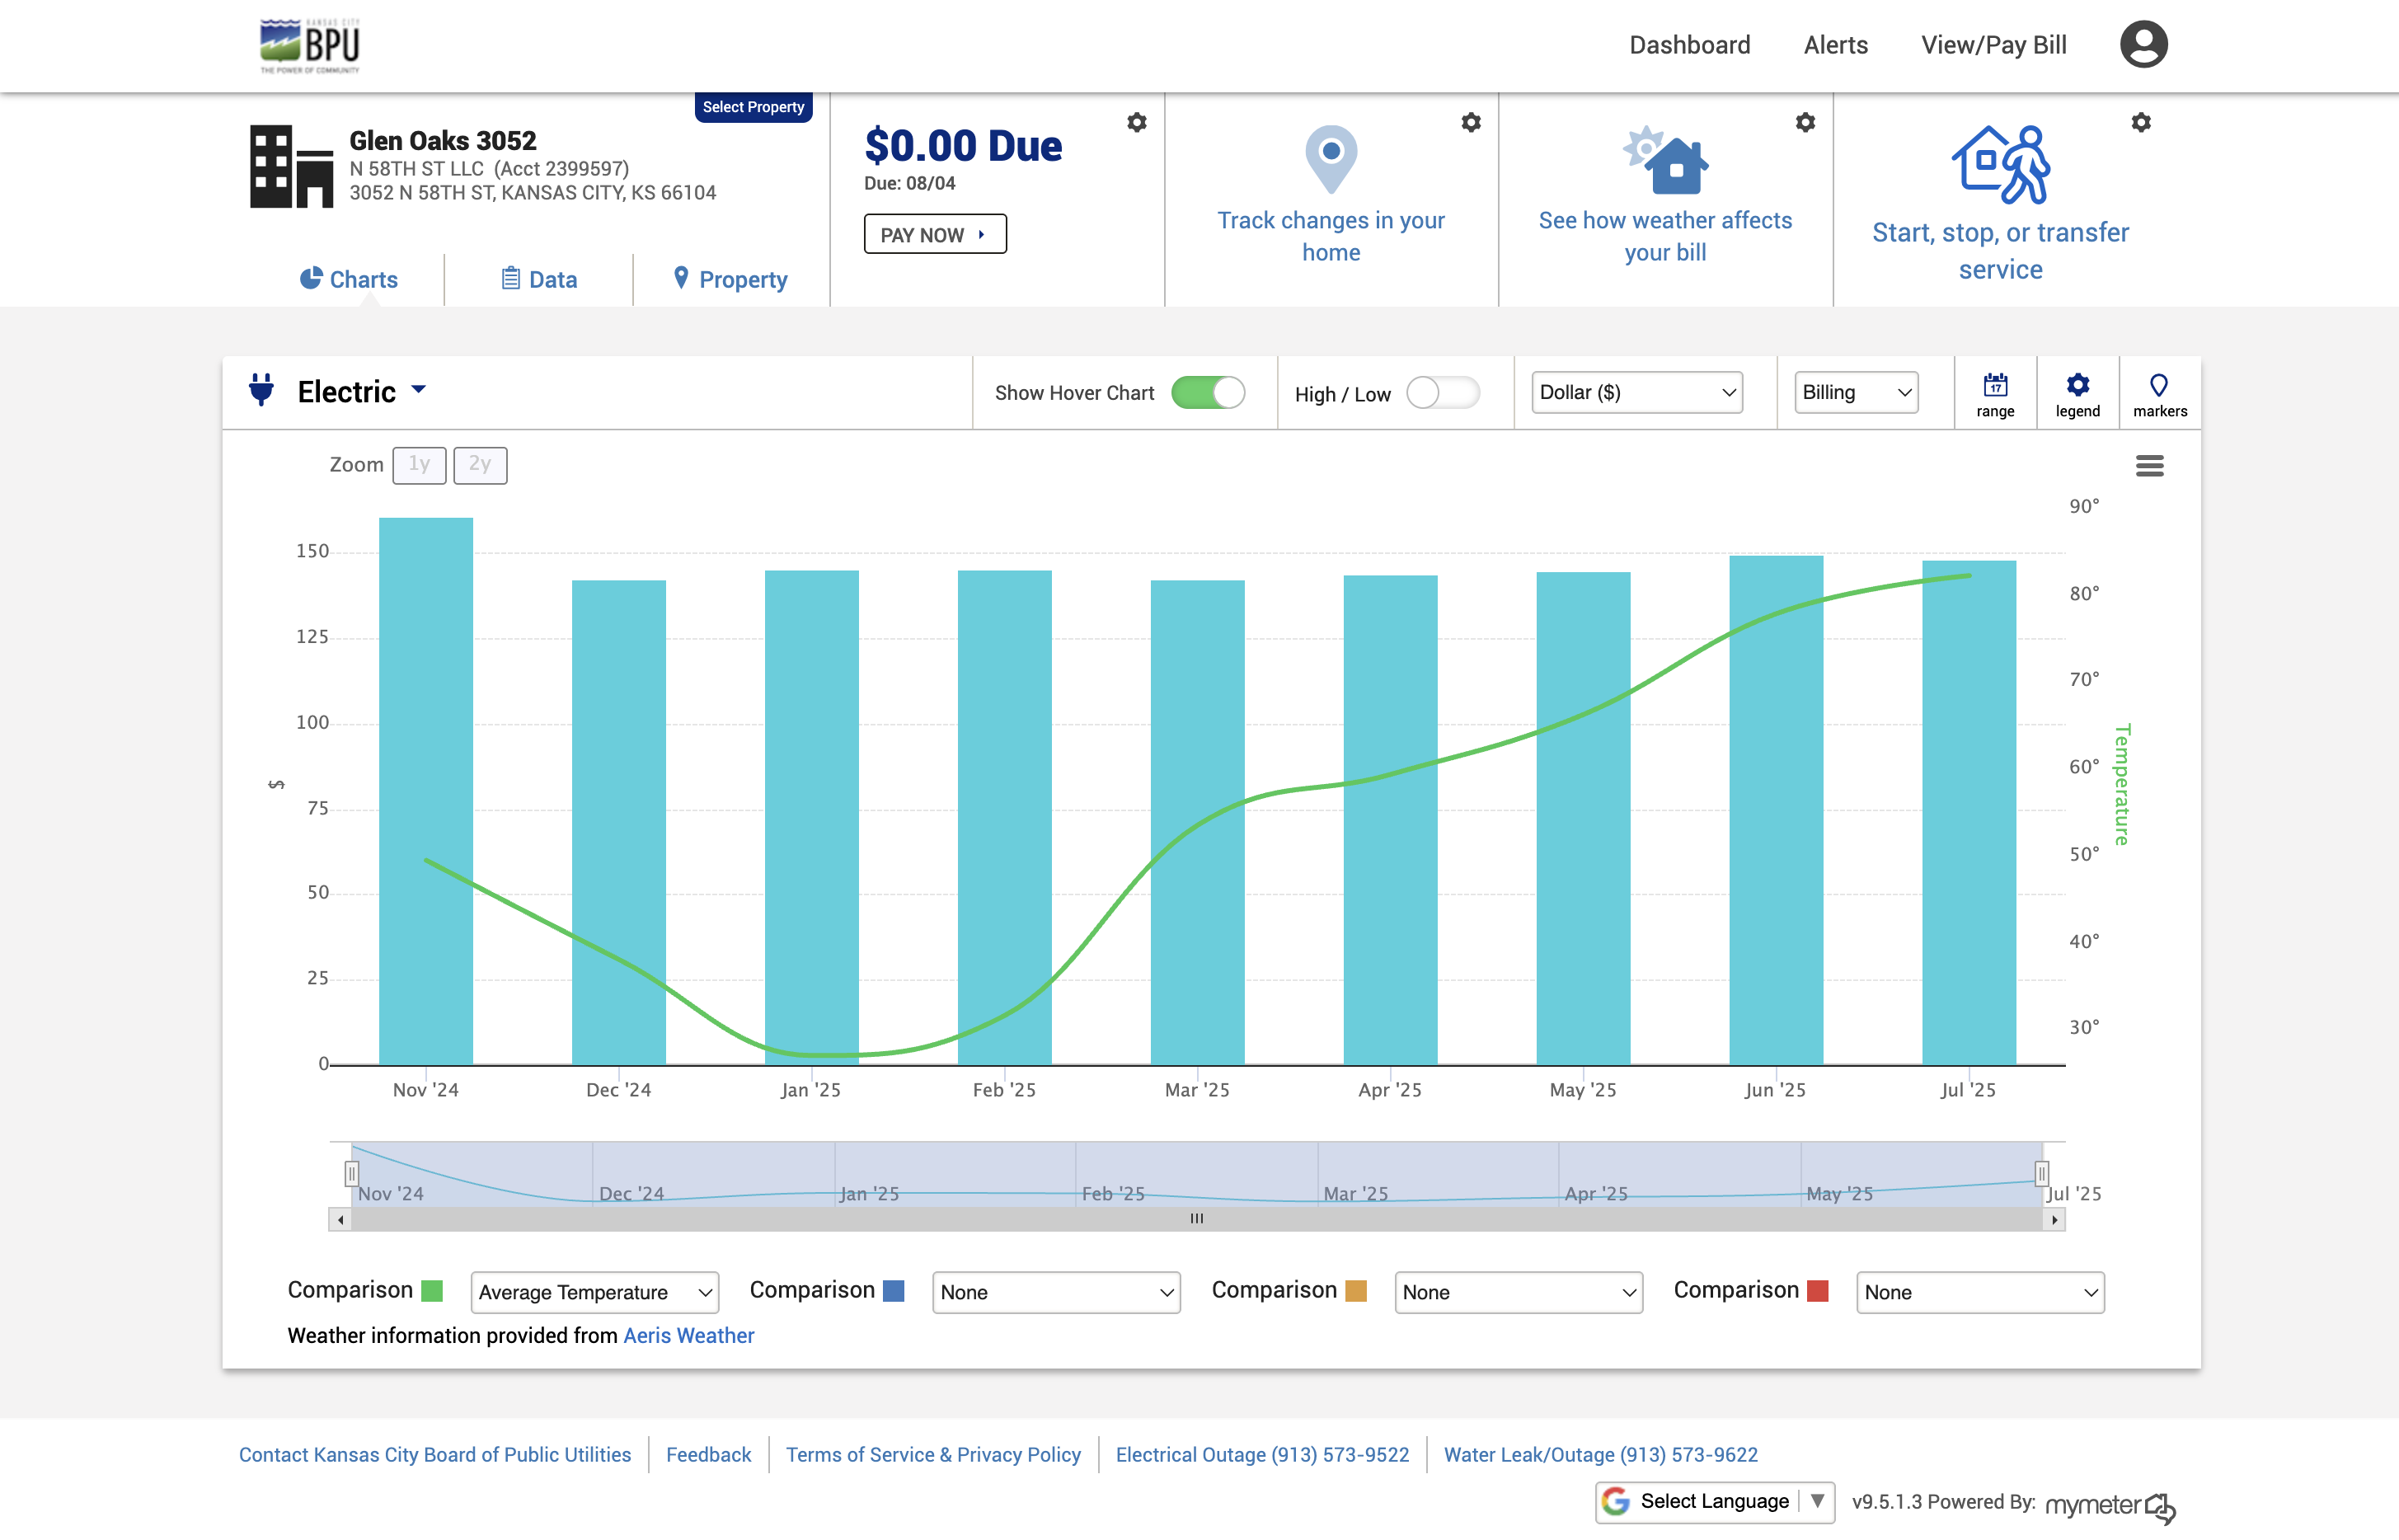 KANSAS CITY
BPU
THE POWER OF COMMUNITY
Dashboard
Alerts
View/Pay Bill
Select Property
Glen Oaks 3052
N 58TH ST LLC (Acct 2399597)
3052 N 58TH ST, KANSAS CITY, KS 66104
Charts
Data
Property
$0.00 Due
Due: 08/04
PAY NOW
Track changes in your
home
See how weather affects
your bill
Start, stop, or transfer
service
Electric
Show Hover Chart
High / Low
Dollar ($)
Billing
17
range
legend
markers
Zoom
1y
2y
150
125
100
75
50
25
0
$
90°
80°
70°
60°
50°
40°
30°
Temperature
Nov '24
Dec '24
Jan '25
Feb '25
Mar '25
Apr '25
May '25
Jun '25
Jul '25
Nov '24
Dec '24
Jan '25
Feb '25
Mar '25
Apr '25
May '25
Jul '25
Comparison
Average Temperature
Comparison
None
Comparison
None
Comparison
None
Weather information provided from Aeris Weather
Contact Kansas City Board of Public Utilities
Feedback
Terms of Service & Privacy Policy
Electrical Outage (913) 573-9522
Water Leak/Outage (913) 573-9622
G
Select Language
v9.5.1.3 Powered By:
mymeter